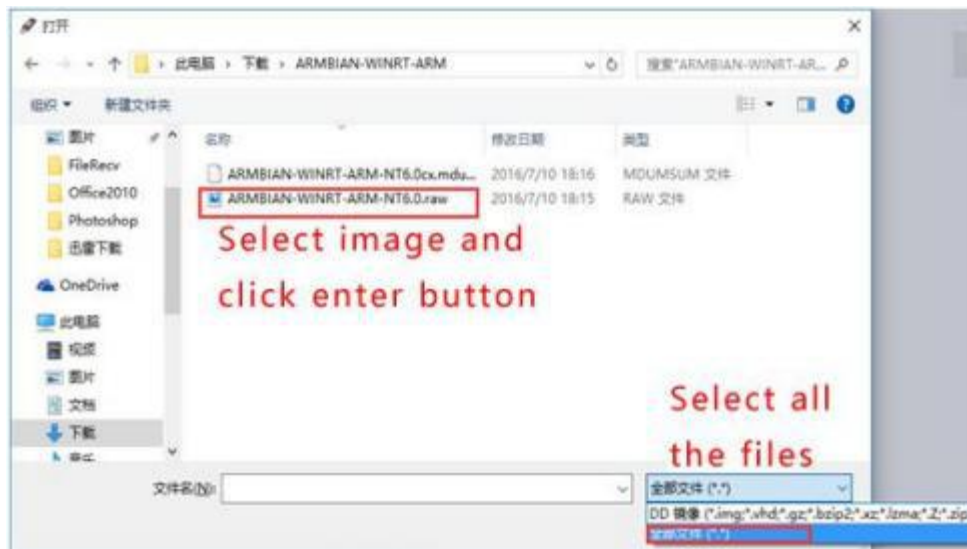 打开
此电脑 › 下载 › ARMBIAN-WINRT-ARM
搜索"ARMBIAN-WINRT-AR...
组织 新建文件夹
图片
FileRecv
Office2010
Photoshop
迅雷下载
OneDrive
此电脑
视频
图片
文档
下载
音乐
名称 修改日期 类型
ARMBIAN-WINRT-ARM-NT6.0cx.mdu... 2016/7/10 18:16 MDUMSUM 文件
ARMBIAN-WINRT-ARM-NT6.0.raw 2016/7/10 18:15 RAW 文件
Select image and
click enter button
Select all
the files
文件名(N): 全部文件 (*.*)
DD 镜像 (*.img;*.vhd;*.gz;*.bzip2;*.xz;*.lzma;*.Z;*.zip
全部文件 (*.*)